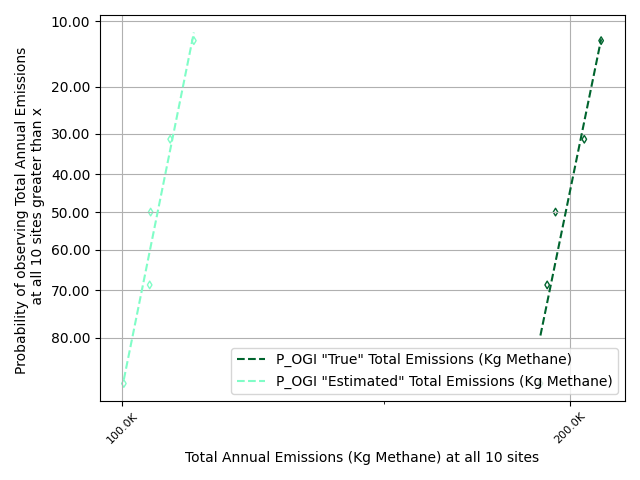 10.00
20.00
30.00
40.00
50.00
60.00
70.00
80.00
Probability of observing Total Annual Emissions
at all 10 sites greater than x
P_OGI "True" Total Emissions (Kg Methane)
P_OGI "Estimated" Total Emissions (Kg Methane)
100.0K
200.0K
Total Annual Emissions (Kg Methane) at all 10 sites